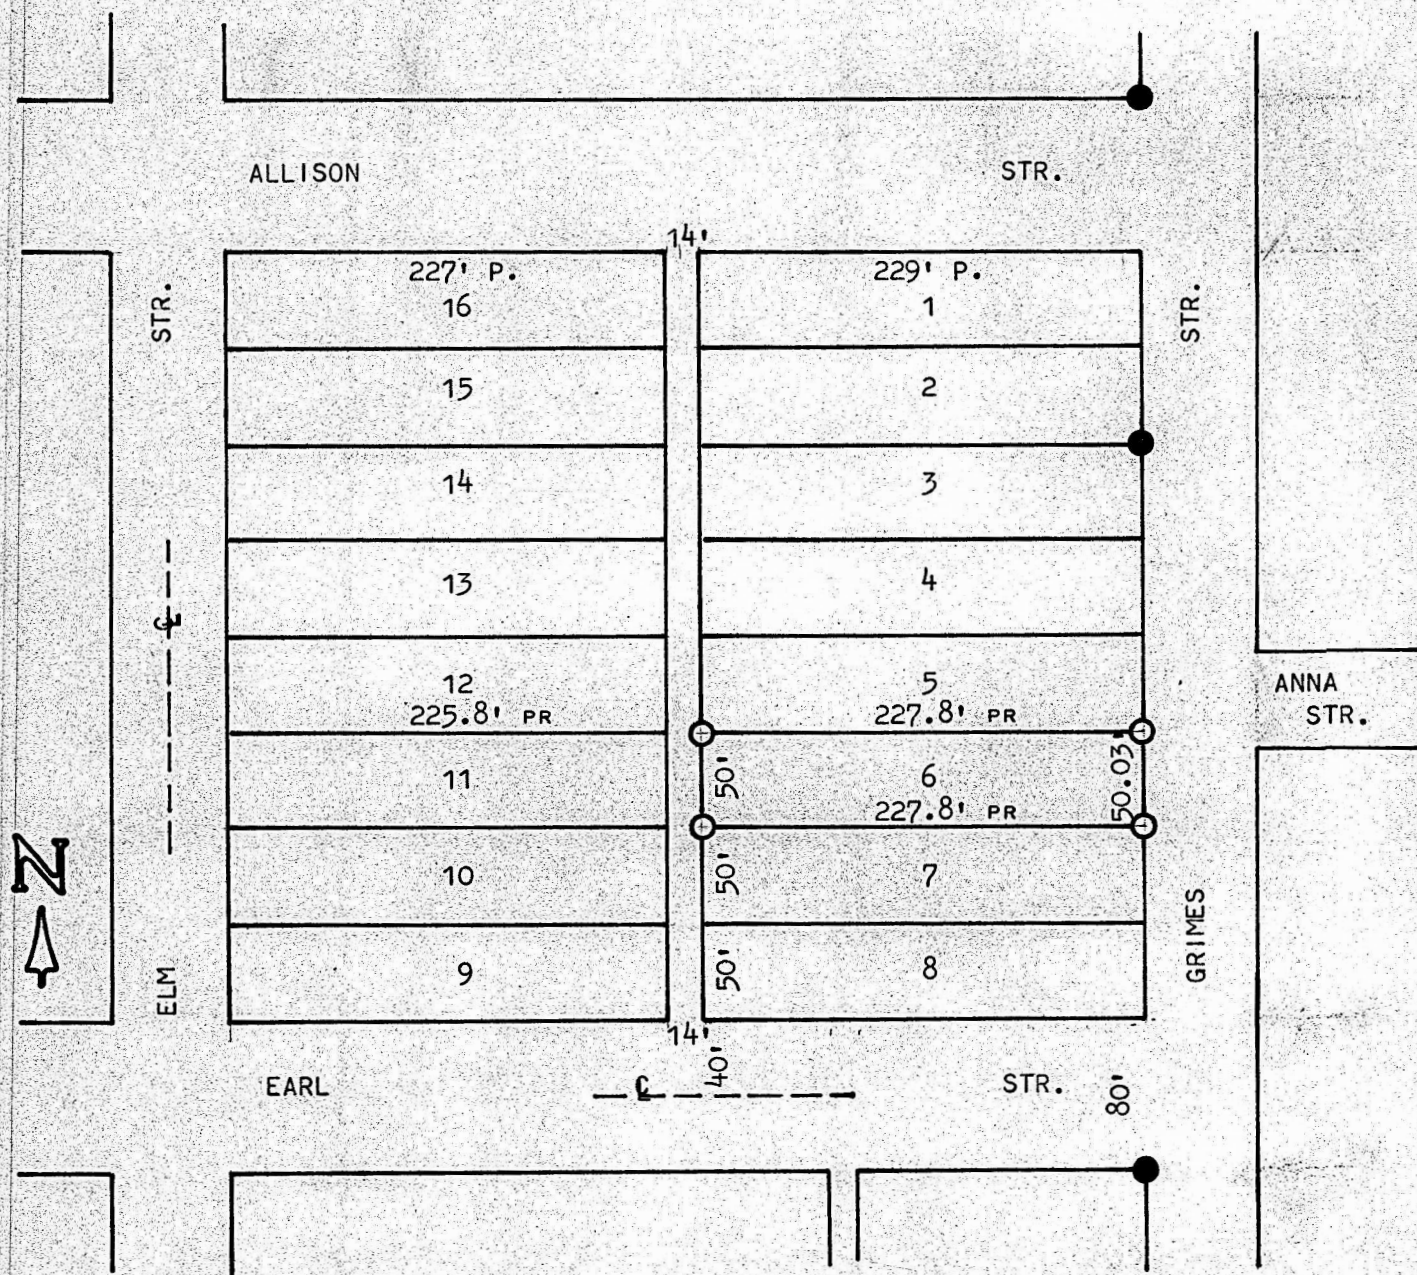 ALLISON STR.
14'
227' P.
229' P.
16
1
STR.
STR.
15
2
14
3
13
4
℄
12
5
ANNA
STR.
225.8' PR
227.8' PR
11
50'
6
50.03'
227.8' PR
N
10
50'
7
GRIMES
ELM
9
50'
8
14'
40'
EARL
℄
STR.
80'